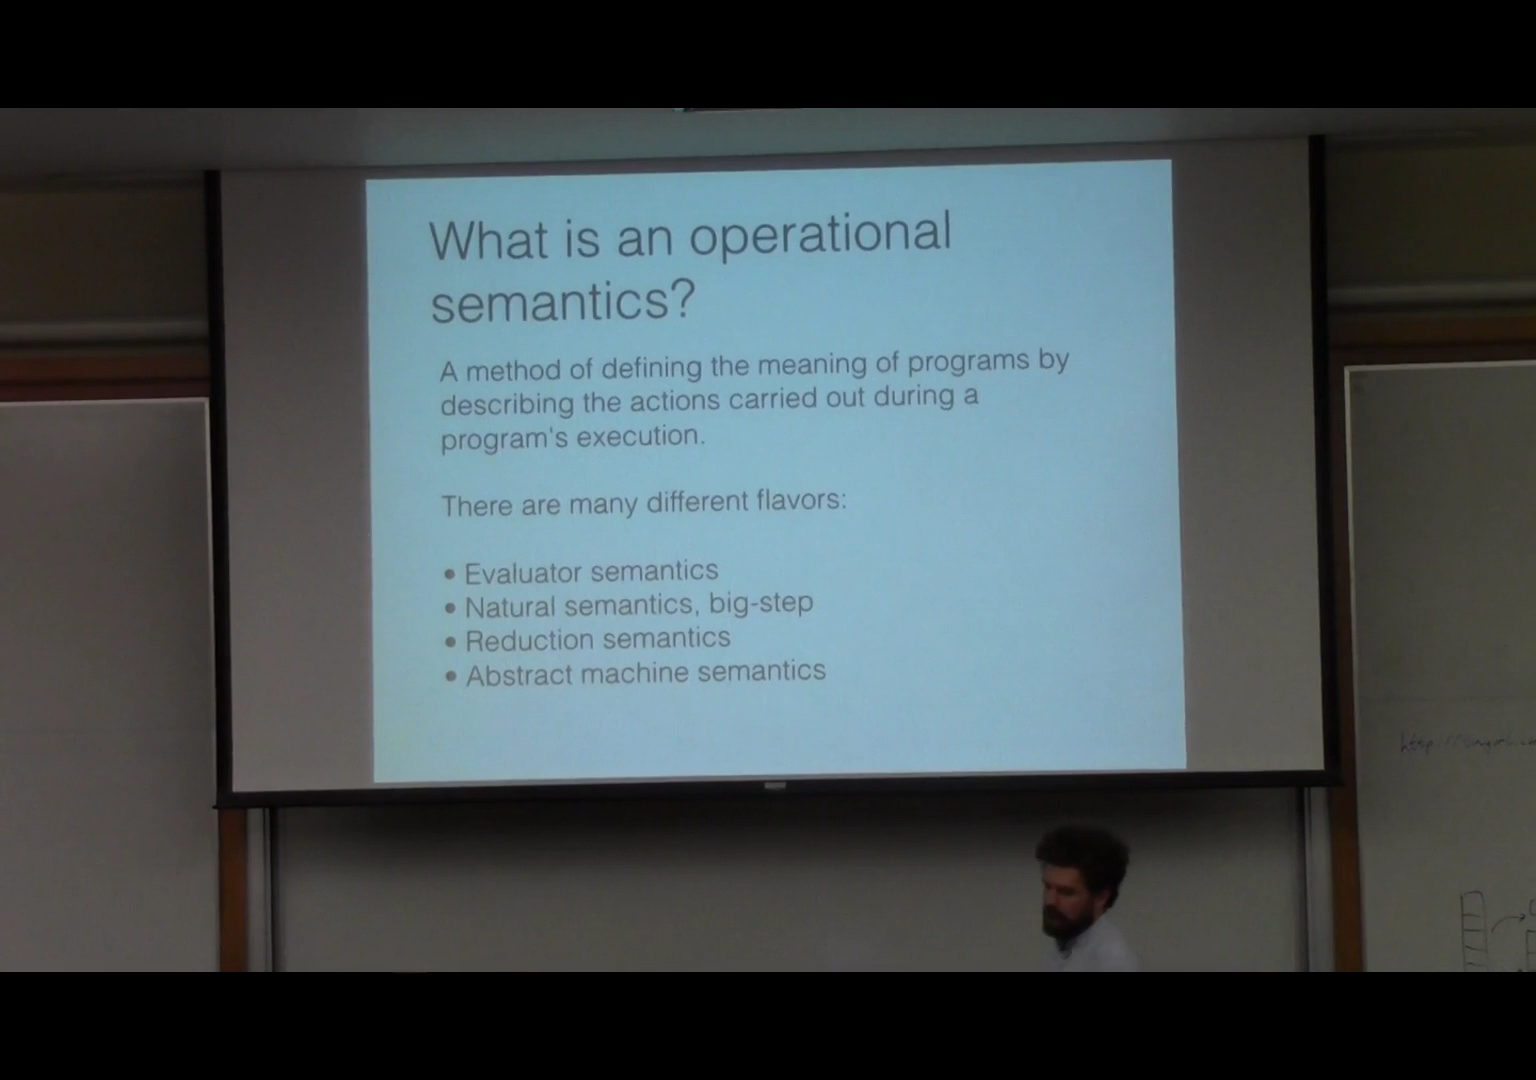 What is an operational
semantics?
A method of defining the meaning of programs by
describing the actions carried out during a
program's execution.
There are many different flavors:
• Evaluator semantics
• Natural semantics, big-step
• Reduction semantics
• Abstract machine semantics